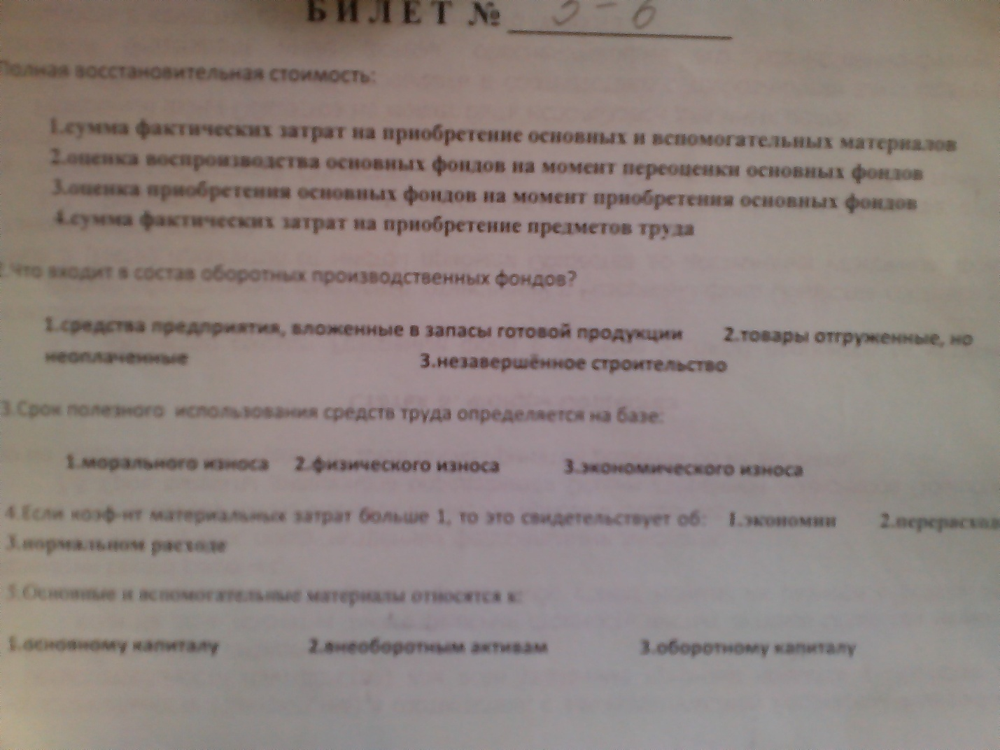 БИЛЕТ № 5-6
Полная восстановительная стоимость:
1.сумма фактических затрат на приобретение основных и вспомогательных материалов
2.оценка воспроизводства основных фондов на момент переоценки основных фондов
3.оценка приобретения основных фондов на момент приобретения основных фондов
4.сумма фактических затрат на приобретение предметов труда
2.Что входит в состав оборотных производственных фондов?
1.средства предприятия, вложенные в запасы готовой продукции 2.товары отгруженные, но
неоплаченные 3.незавершённое строительство
3.Срок полезного использования средств труда определяется на базе:
1.морального износа 2.физического износа 3.экономического износа
4.Если коэф-нт материальных затрат больше 1, то это свидетельствует об: 1.экономии 2.перерасход
3.нормальном расходе
5.Основные и вспомогательные материалы относятся к:
1.основному капиталу 2.внеоборотным активам 3.оборотному капиталу